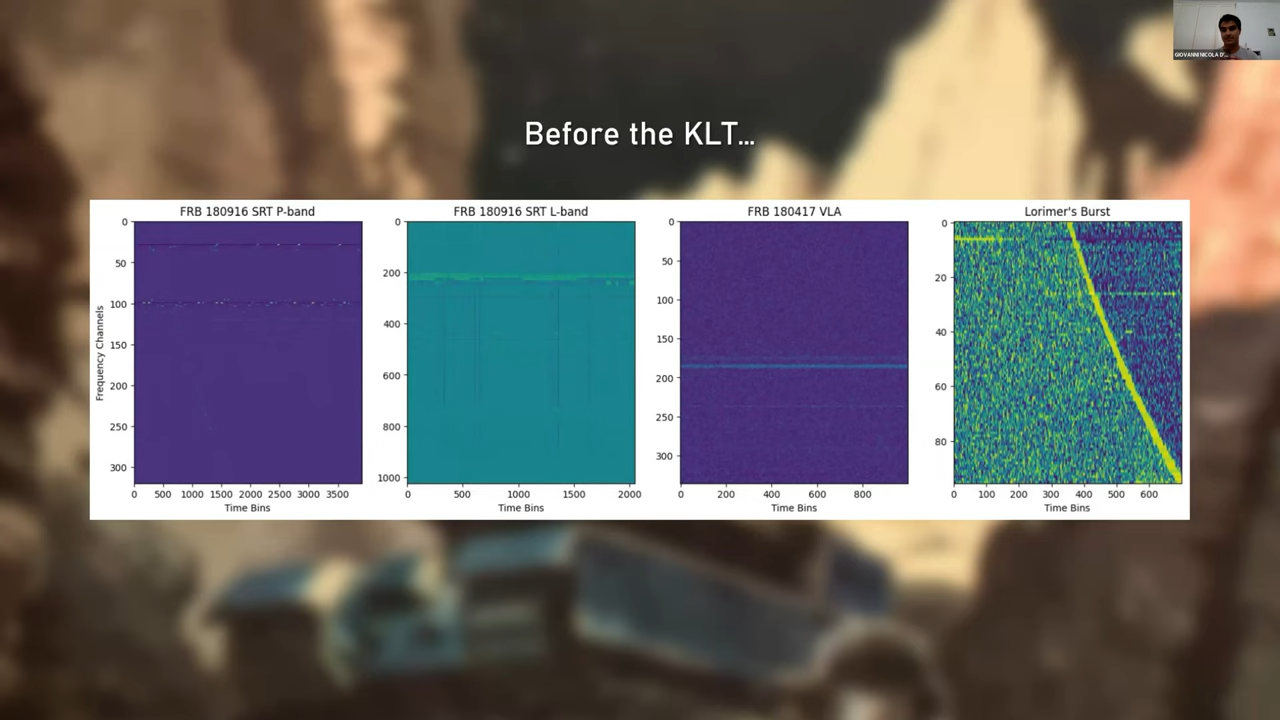 GIOVANNI NICOLA D'...
Before the KLT...
FRB 180916 SRT P-band
FRB 180916 SRT L-band
FRB 180417 VLA
Lorimer's Burst
Frequency Channels
0
50
100
150
200
250
300
0 500 1000 1500 2000 2500 3000 3500
Time Bins
0
200
400
600
800
1000
0 500 1000 1500 2000
Time Bins
0
50
100
150
200
250
300
0 200 400 600 800
Time Bins
0
20
40
60
80
0 100 200 300 400 500 600
Time Bins